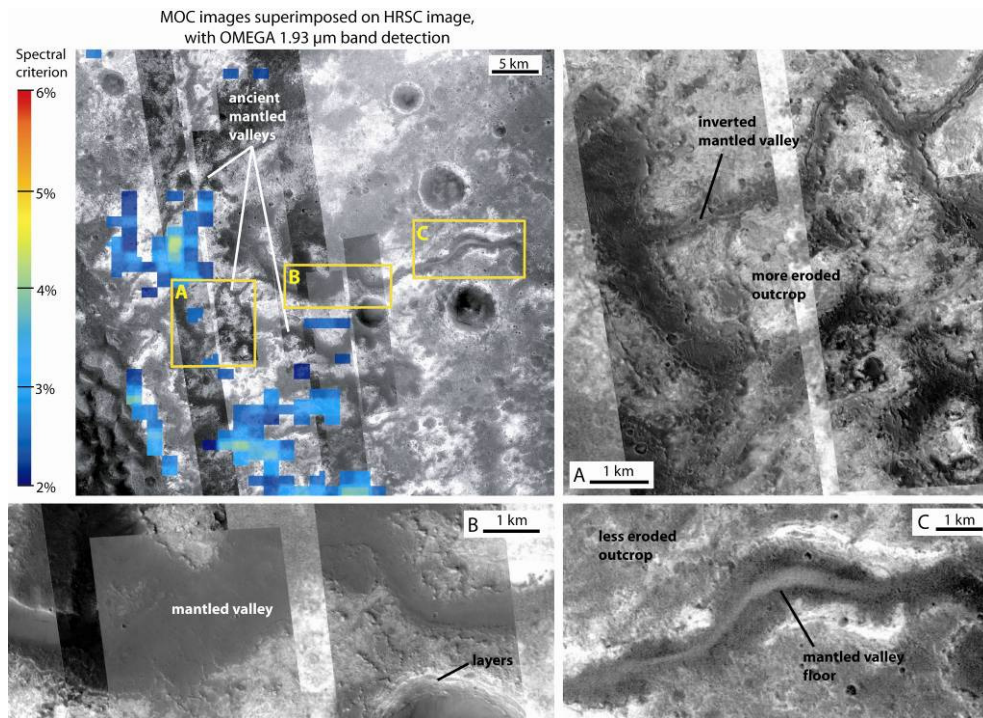 MOC images superimposed on HRSC image,
with OMEGA 1.93 µm band detection
Spectral
criterion
6%
5%
4%
3%
2%
5 km
ancient
mantled
valleys
A
B
C
inverted
mantled valley
more eroded
outcrop
A
1 km
B
1 km
mantled valley
layers
C
1 km
less eroded
outcrop
mantled valley
floor